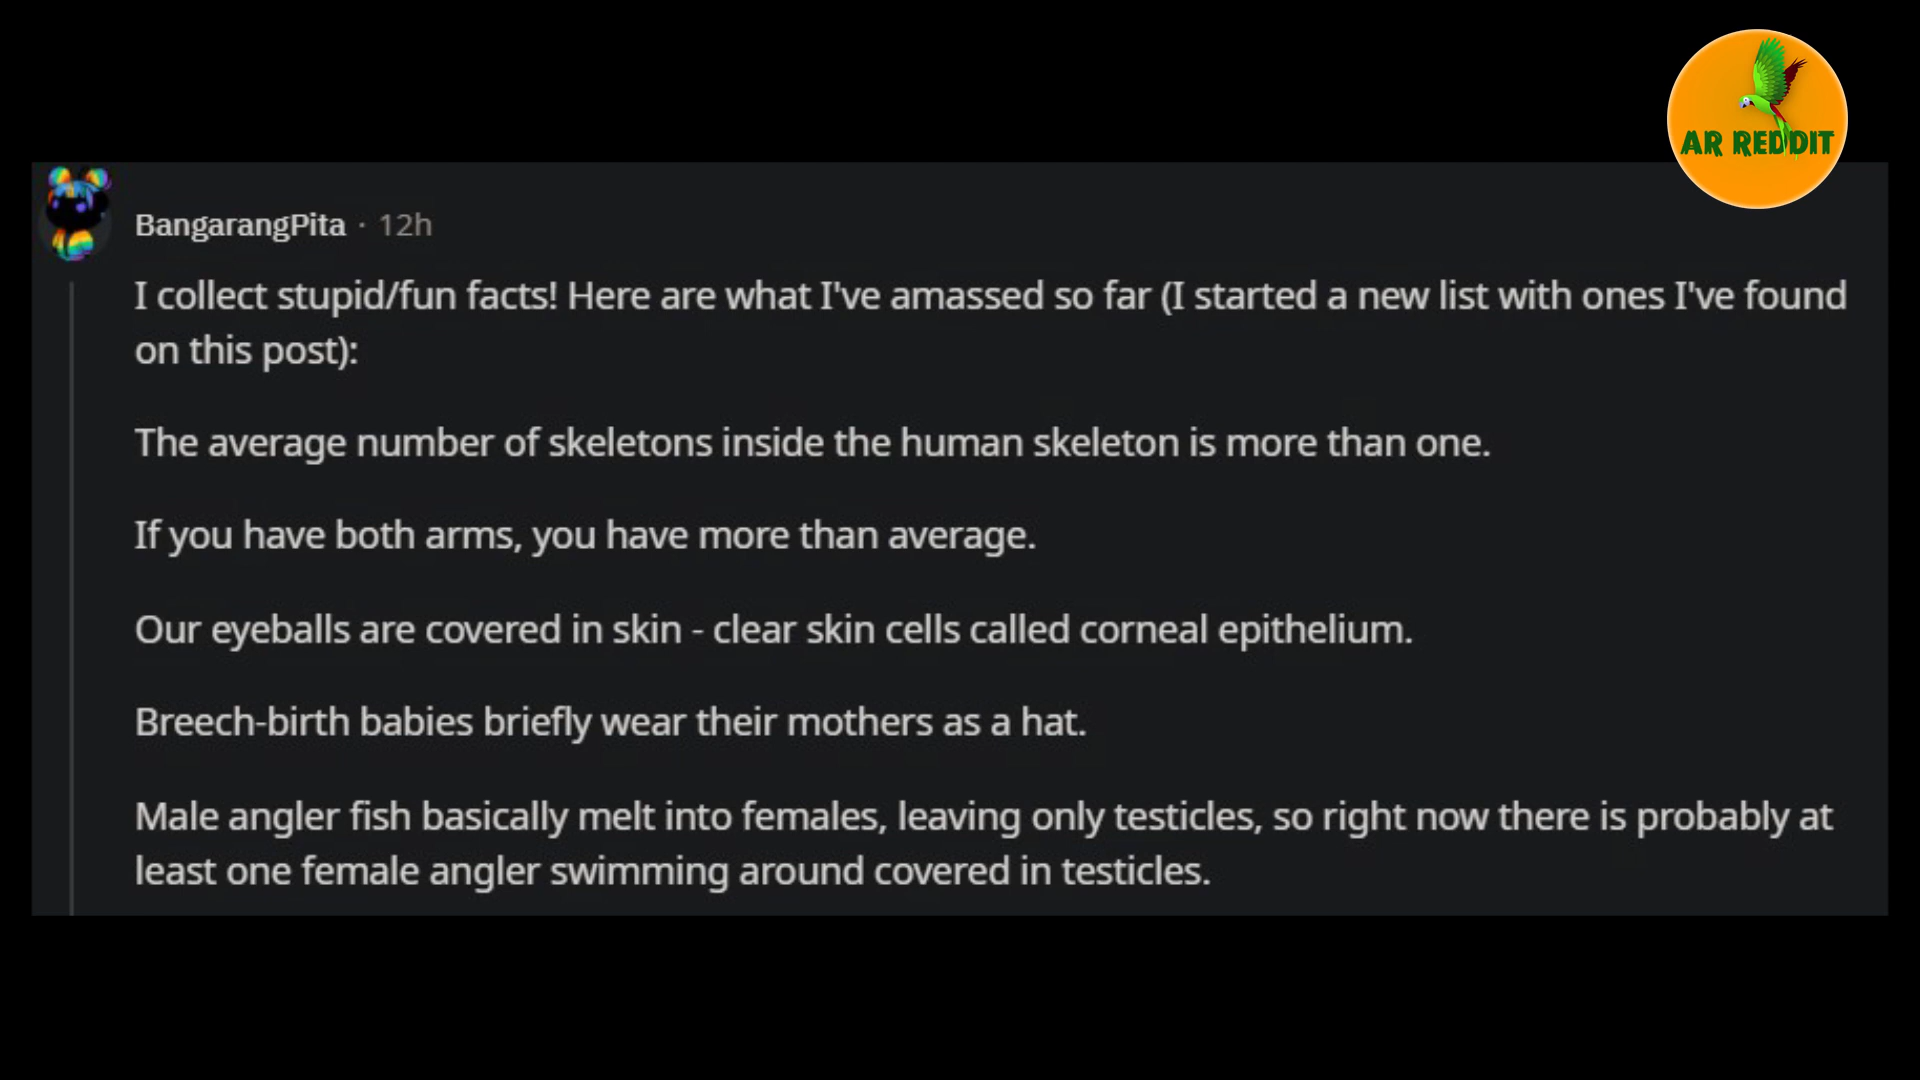 AR REDDIT
BangarangPita · 12h
I collect stupid/fun facts! Here are what I've amassed so far (I started a new list with ones I've found
on this post):
The average number of skeletons inside the human skeleton is more than one.
If you have both arms, you have more than average.
Our eyeballs are covered in skin - clear skin cells called corneal epithelium.
Breech-birth babies briefly wear their mothers as a hat.
Male angler fish basically melt into females, leaving only testicles, so right now there is probably at
least one female angler swimming around covered in testicles.